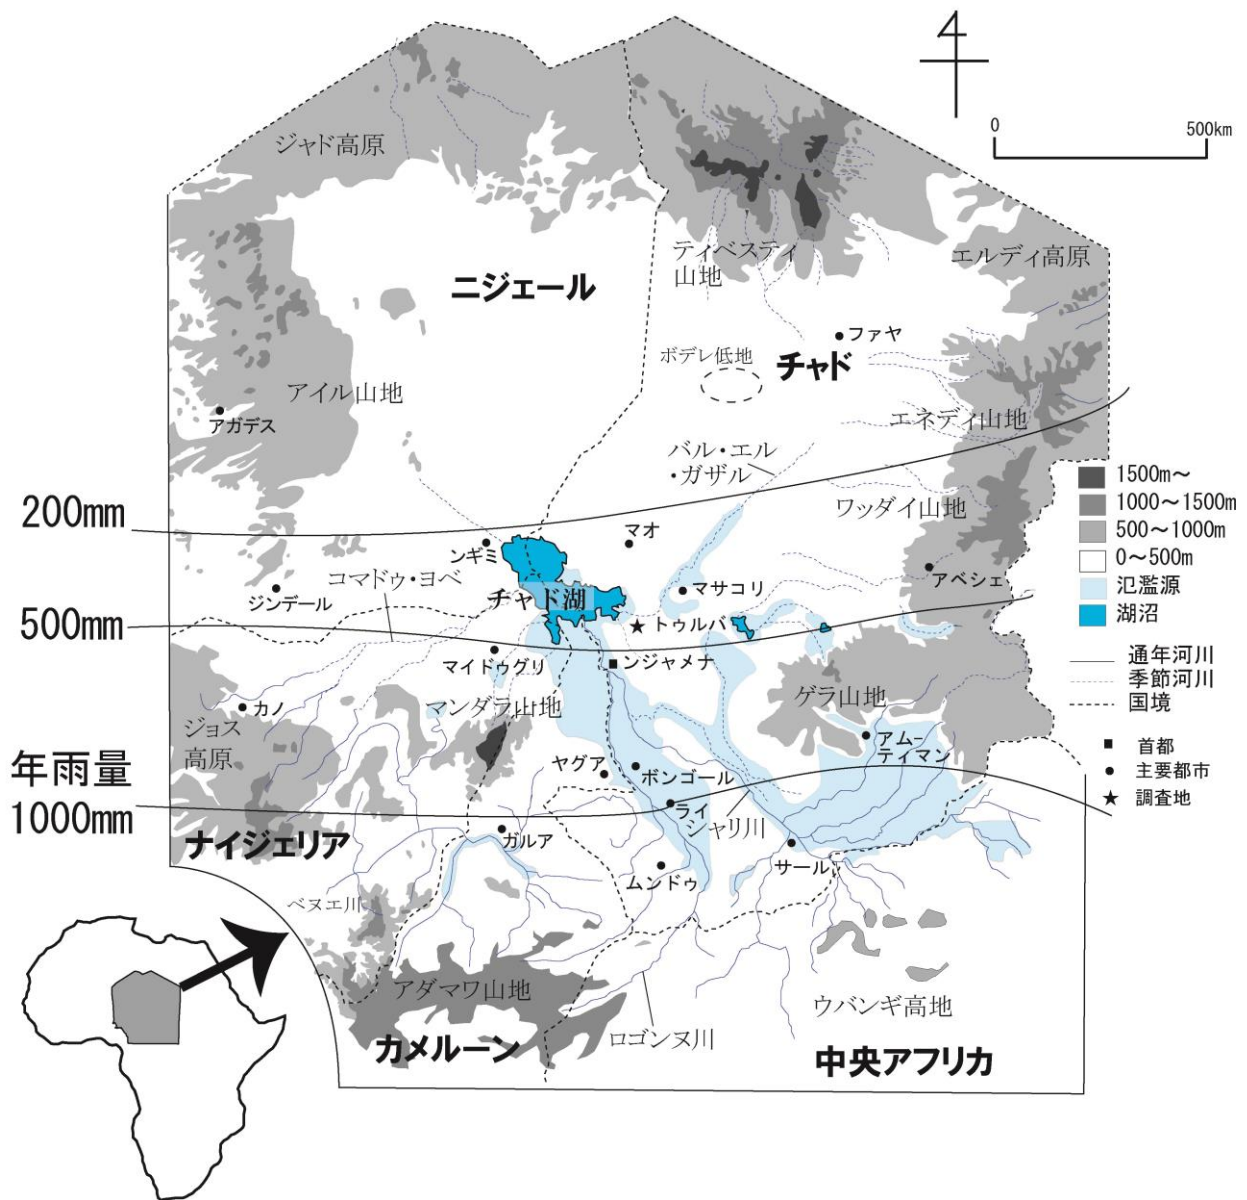 0
500km
ジャド高原
ティベスティ
山地
エルディ高原
ニジェール
ファヤ
ボデレ低地
チャド
アイル山地
アガデス
エネディ山地
バル・エル
・ガザル
1500m～
1000～1500m
500～1000m
0～500m
氾濫源
湖沼
通年河川
季節河川
国境
首都
主要都市
調査地
200mm
ワッダイ山地
マオ
ンギミ
コマドゥ・ヨベ
アベシェ
ジンデール
チャド湖
マサコリ
500mm
トゥルバ
マイドゥグリ
ンジャメナ
カノ
マンダラ山地
ゲラ山地
ジョス
高原
アム-
ティマン
年雨量
1000mm
ヤグア
ボンゴール
ライ
シャリ川
ナイジェリア
ガルア
サール
ムンドゥ
ベヌエ川
アダマワ山地
ウバンギ高地
ロゴンヌ川
カメルーン
中央アフリカ